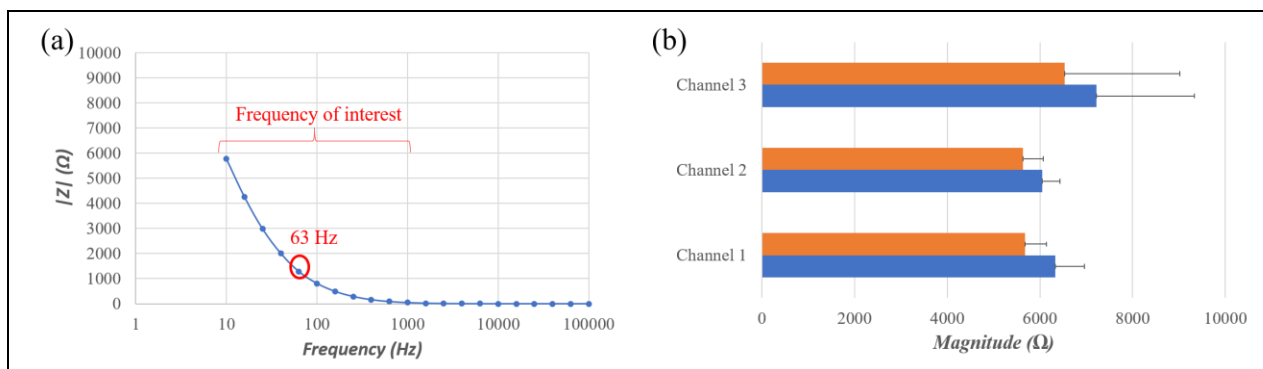 (a)
10000
9000
8000
7000
6000
5000
4000
3000
2000
1000
0
|Z| (Ω)
Frequency of interest
63 Hz
1
10
100
1000
10000
100000
Frequency (Hz)
(b)
0
2000
4000
6000
8000
10000
Channel 3
Channel 2
Channel 1
Magnitude (Ω)